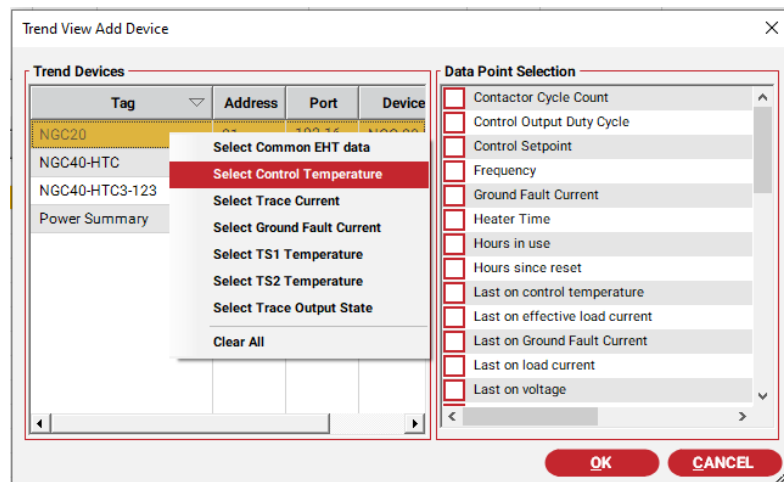 Trend View Add Device
Trend Devices
Tag Address Port Device
NGC20
NGC40-HTC
NGC40-HTC3-123
Power Summary
Select Common EHT data
Select Control Temperature
Select Trace Current
Select Ground Fault Current
Select TS1 Temperature
Select TS2 Temperature
Select Trace Output State
Clear All
Data Point Selection
Contactor Cycle Count
Control Output Duty Cycle
Control Setpoint
Frequency
Ground Fault Current
Heater Time
Hours in use
Hours since reset
Last on control temperature
Last on effective load current
Last on Ground Fault Current
Last on load current
Last on voltage
OK CANCEL